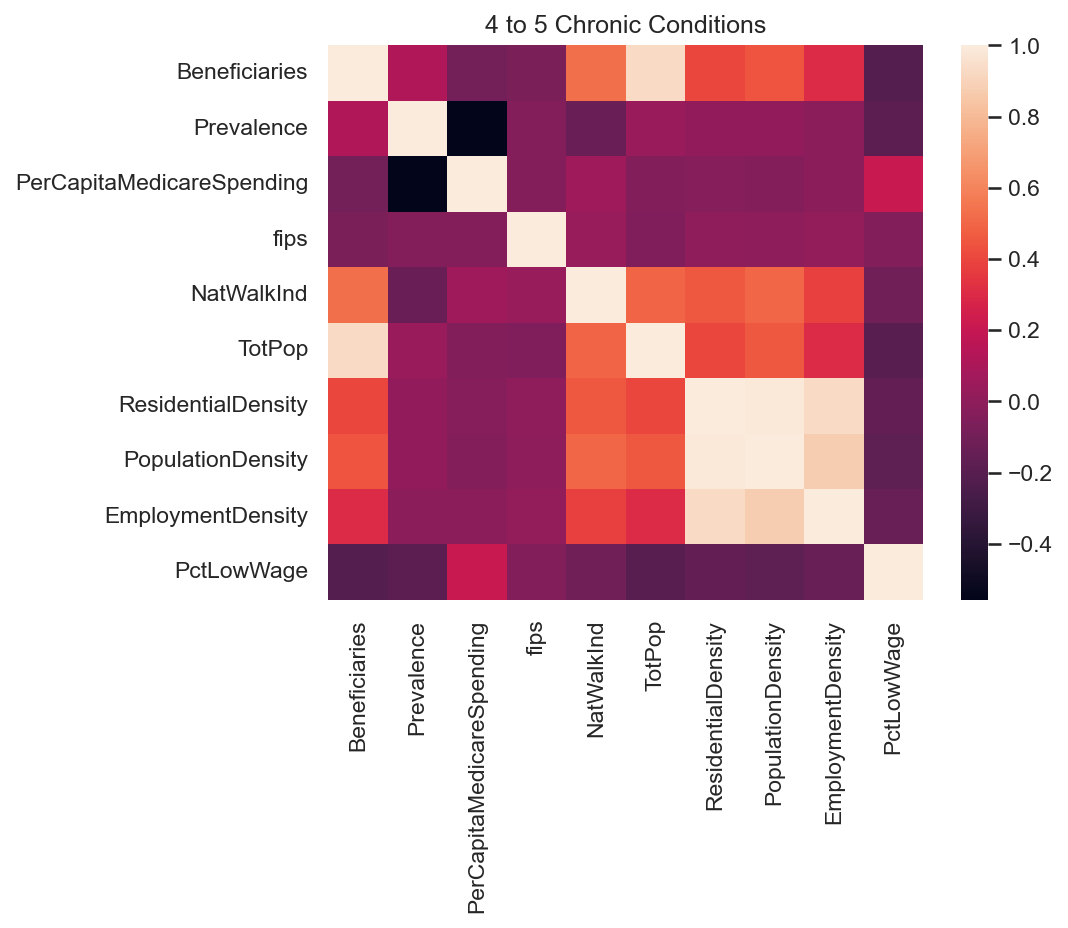 4 to 5 Chronic Conditions
Beneficiaries
Prevalence
PerCapitaMedicareSpending
fips
NatWalkInd
TotPop
ResidentialDensity
PopulationDensity
EmploymentDensity
PctLowWage
Beneficiaries
Prevalence
PerCapitaMedicareSpending
fips
NatWalkInd
TotPop
ResidentialDensity
PopulationDensity
EmploymentDensity
PctLowWage
1.0
0.8
0.6
0.4
0.2
0.0
−0.2
−0.4